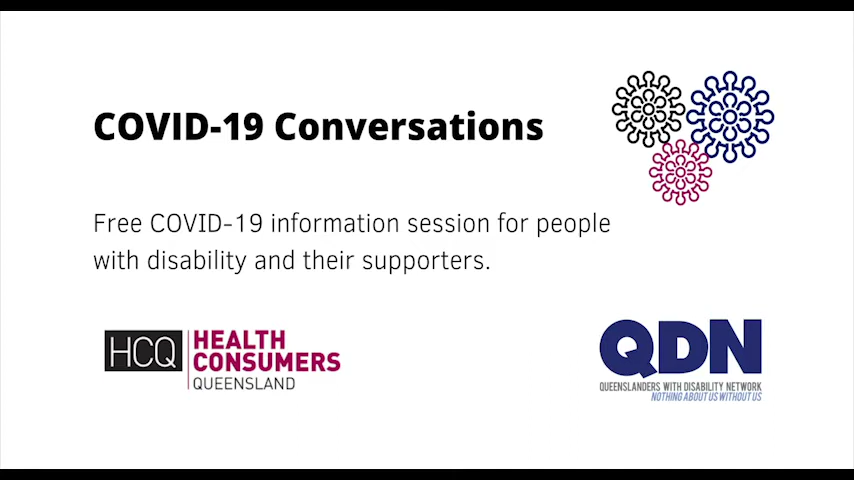 COVID-19 Conversations
Free COVID-19 information session for people
with disability and their supporters.
HCQ
HEALTH
CONSUMERS
QUEENSLAND
QDN
QUEENSLANDERS WITH DISABILITY NETWORK
NOTHING ABOUT US WITHOUT US